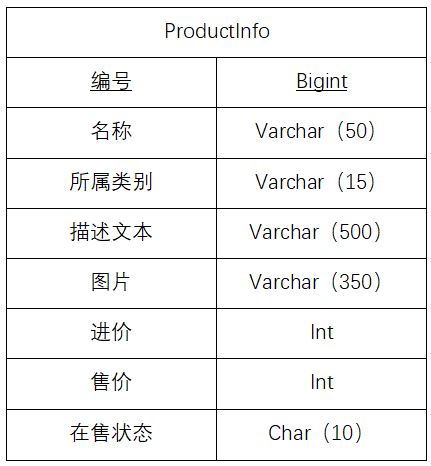 ProductInfo
编号 Bigint
名称 Varchar（50）
所属类别 Varchar（15）
描述文本 Varchar（500）
图片 Varchar（350）
进价 Int
售价 Int
在售状态 Char（10）